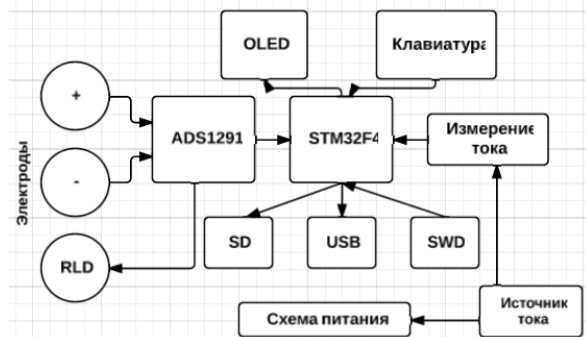 OLED
Клавиатура
+
ADS1291
STM32F4
Измерение
тока
Электроды
-
SD
USB
SWD
RLD
Источник
тока
Схема питания